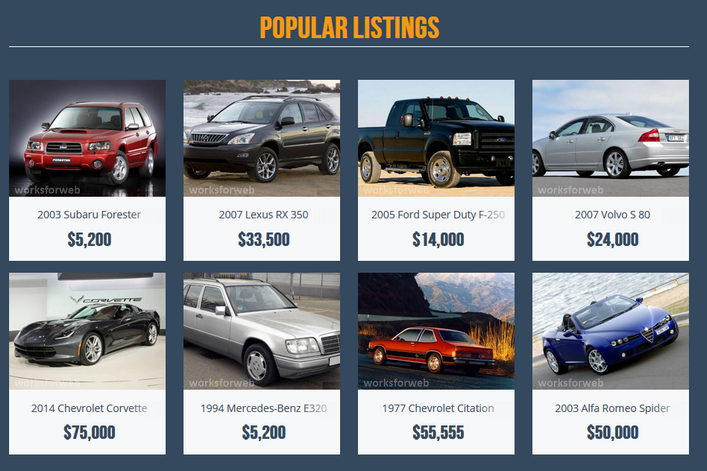 POPULAR LISTINGS
worksforweb
worksforweb
worksforweb
worksforweb
2003 Subaru Forester
2007 Lexus RX 350
2005 Ford Super Duty F-250
2007 Volvo S 80
$5,200
$33,500
$14,000
$24,000
CORVETTE
worksforweb
worksforweb
worksforweb
worksforweb
2014 Chevrolet Corvette
1994 Mercedes-Benz E320
1977 Chevrolet Citation
2003 Alfa Romeo Spider
$75,000
$5,200
$55,555
$50,000